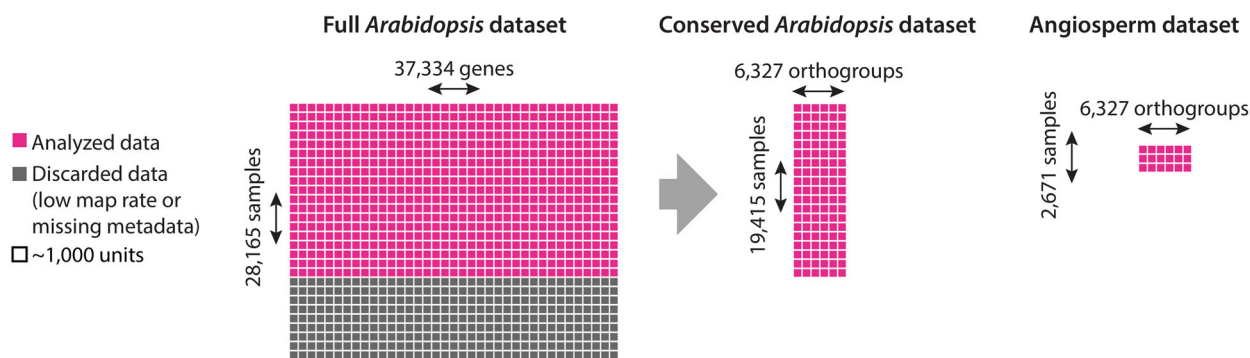 Full Arabidopsis dataset
37,334 genes
28,165 samples
Analyzed data
Discarded data
(low map rate or
missing metadata)
~1,000 units
Conserved Arabidopsis dataset
6,327 orthogroups
19,415 samples
Angiosperm dataset
6,327 orthogroups
2,671 samples